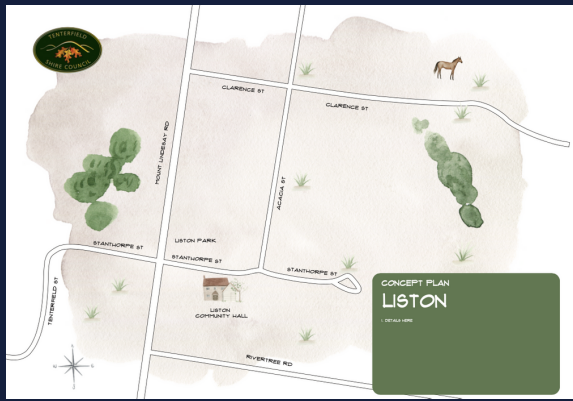 TENTERFIELD
SHIRE COUNCIL
CLARENCE ST
CLARENCE ST
MOUNT LINDESAY RD
ACACIA ST
LISTON PARK
STANTHORPE ST
STANTHORPE ST
STANTHORPE ST
TENTERFIELD ST
LISTON
COMMUNITY HALL
RIVERTREE RD
CONCEPT PLAN
LISTON
DETAILS HERE